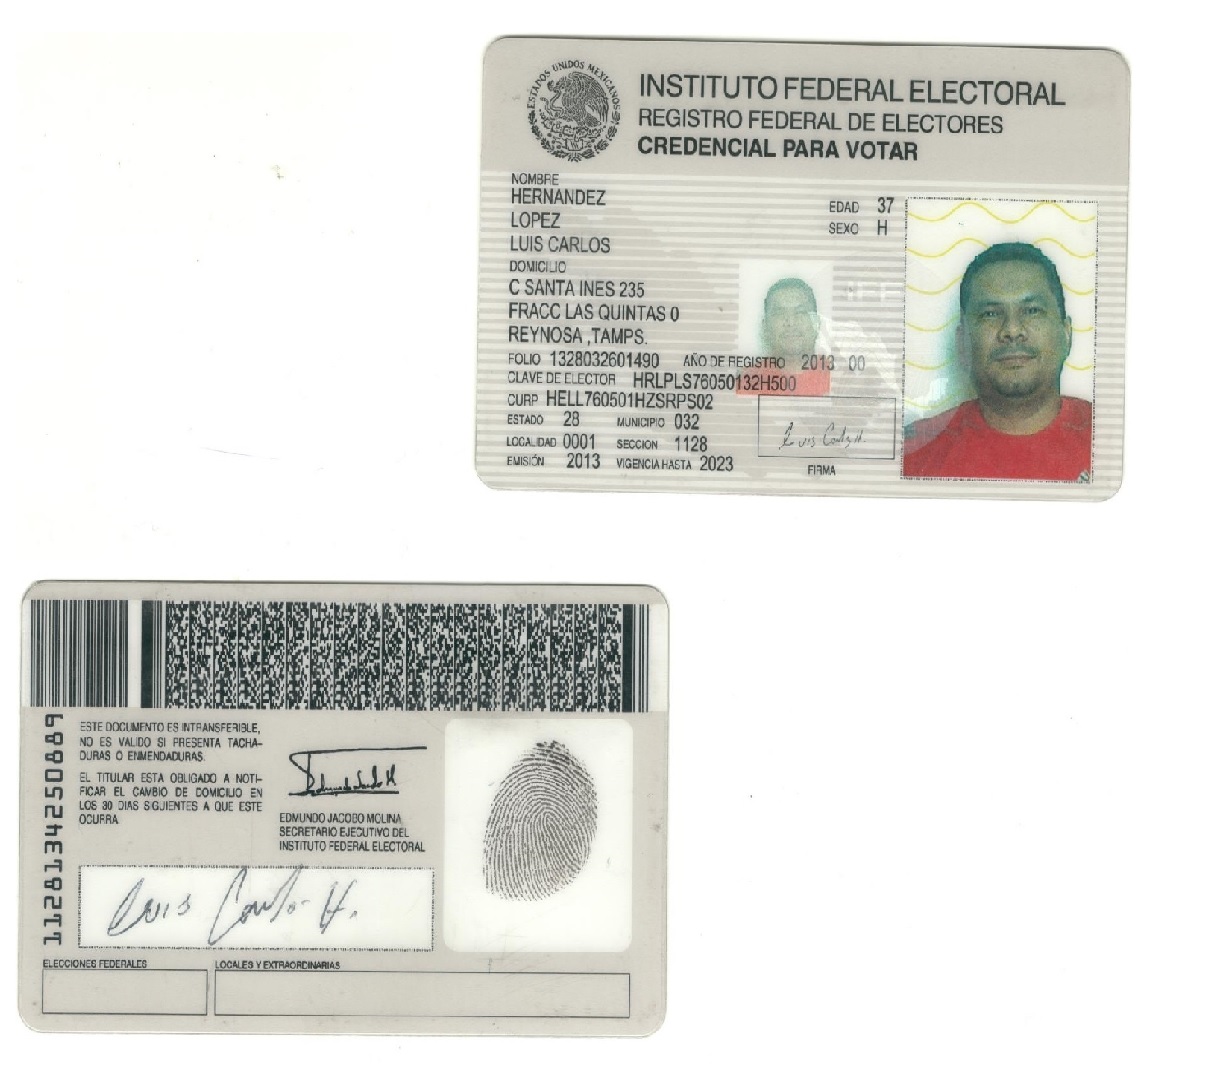 ESTADOS UNIDOS MEXICANOS
INSTITUTO FEDERAL ELECTORAL
REGISTRO FEDERAL DE ELECTORES
CREDENCIAL PARA VOTAR
NOMBRE
HERNANDEZ
LOPEZ
LUIS CARLOS
EDAD 37
SEXO H
DOMICILIO
C SANTA INES 235
FRACC LAS QUINTAS 0
REYNOSA ,TAMPS.
FOLIO 1328032601490 AÑO DE REGISTRO 2013 00
CLAVE DE ELECTOR HRLPLS76050132H500
CURP HELL760501HZSRPS02
ESTADO 28 MUNICIPIO 032
LOCALIDAD 0001 SECCION 1128
EMISIÓN 2013 VIGENCIA HASTA 2023
Luis Carlos H.
FIRMA
1128134250889
ESTE DOCUMENTO ES INTRANSFERIBLE,
NO ES VALIDO SI PRESENTA TACHA-
DURAS O ENMENDADURAS.
EL TITULAR ESTA OBLIGADO A NOTI-
FICAR EL CAMBIO DE DOMICILIO EN
LOS 30 DIAS SIGUIENTES A QUE ESTE
OCURRA
EDMUNDO JACOBO MOLINA
SECRETARIO EJECUTIVO DEL
INSTITUTO FEDERAL ELECTORAL
Luis Carlos H.
ELECCIONES FEDERALES
LOCALES Y EXTRAORDINARIAS